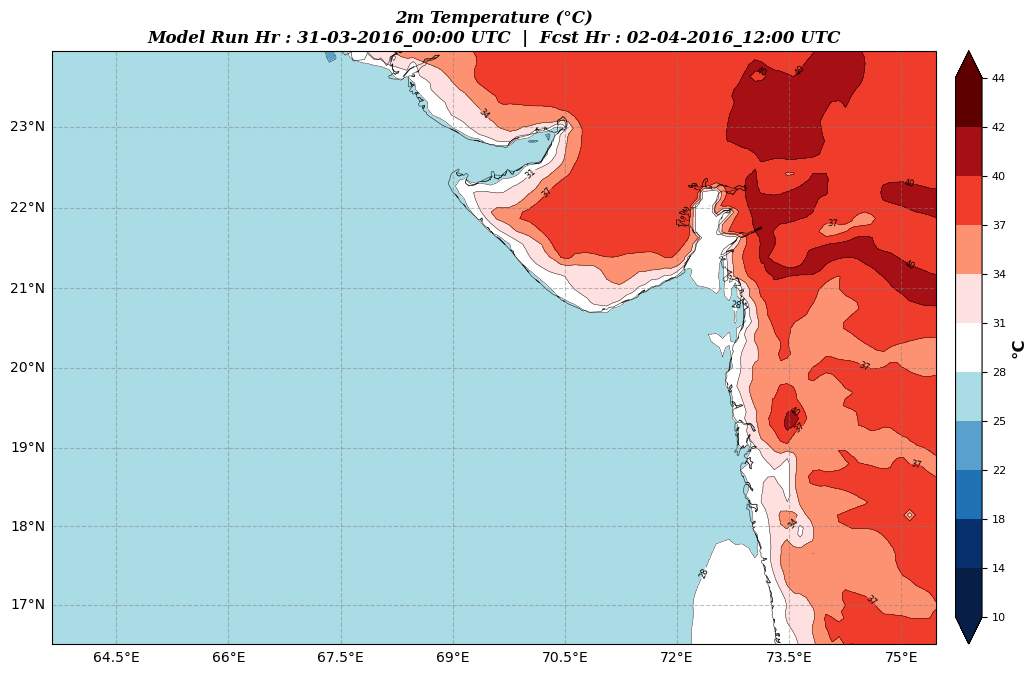 2m Temperature (°C)
Model Run Hr : 31-03-2016_00:00 UTC | Fcst Hr : 02-04-2016_12:00 UTC
23°N
22°N
21°N
20°N
19°N
18°N
17°N
64.5°E
66°E
67.5°E
69°E
70.5°E
72°E
73.5°E
75°E
44
42
40
37
34
31
28
25
22
18
14
10
°C
34
31
37
40
40
40
37
40
28
37
40
37
37
34
28
37